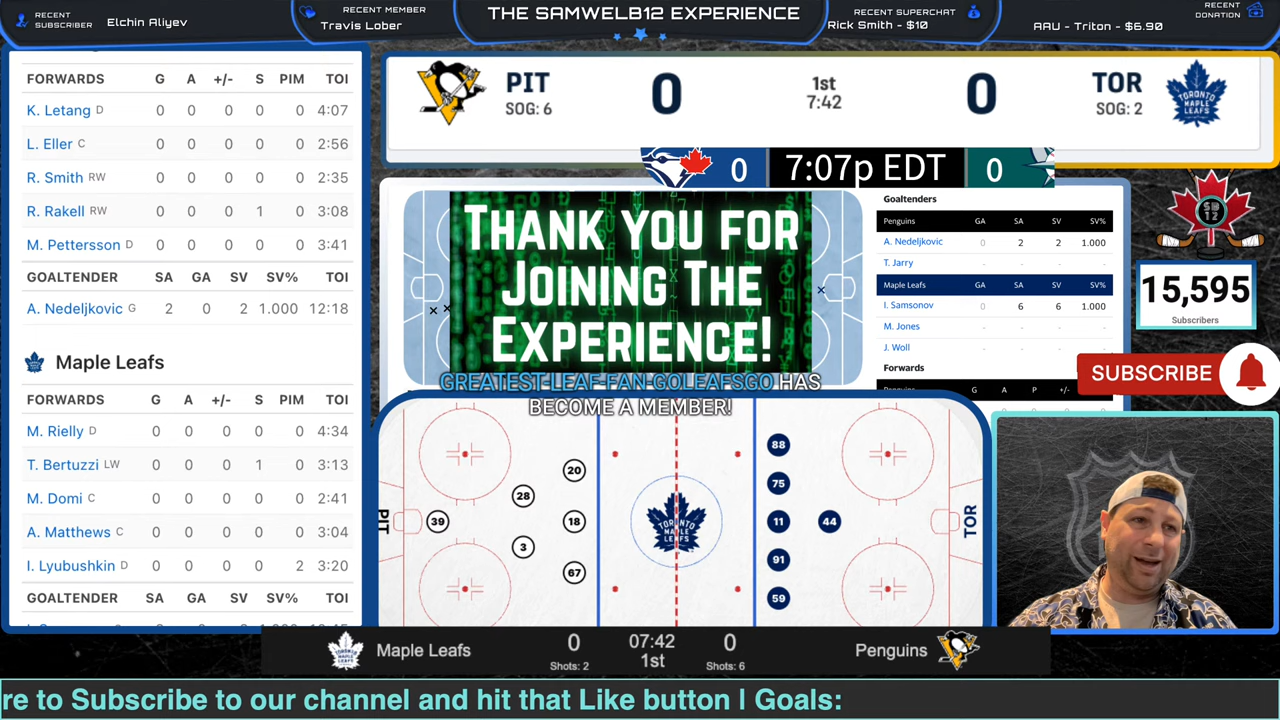 RECENT SUBSCRIBER
Elchin Aliyev
RECENT MEMBER
Travis Lober
THE SAMWELB12 EXPERIENCE
RECENT SUPERCHAT
Rick Smith - $10
RECENT DONATION
AAU - Triton - $6.90
FORWARDS G A +/- S PIM TOI
K. Letang D 0 0 0 0 0 4:07
L. Eller C 0 0 0 0 0 2:56
R. Smith RW 0 0 0 0 0 2:35
R. Rakell RW 0 0 0 1 0 3:08
M. Pettersson D 0 0 0 0 0 3:41
GOALTENDER SA GA SV SV% TOI
A. Nedeljkovic G 2 0 2 1.000 12:18
Maple Leafs
FORWARDS G A +/- S PIM TOI
M. Rielly D 0 0 0 0 0 4:34
T. Bertuzzi LW 0 0 0 1 0 3:13
M. Domi C 0 0 0 0 0 2:41
A. Matthews C 0 0 0 0 0 3:04
I. Lyubushkin D 0 0 0 0 2 3:20
GOALTENDER SA GA SV SV% TOI
PIT
SOG: 6
0
1st
7:42
0
TOR
SOG: 2
TORONTO MAPLE LEAFS
0 7:07p EDT 0
THANK YOU FOR
JOINING THE
EXPERIENCE!
GREATEST-LEAF-FAN-GOLEAFSGO HAS
BECOME A MEMBER!
Goaltenders
Penguins GA SA SV SV%
A. Nedeljkovic 0 2 2 1.000
T. Jarry - - - -
Maple Leafs GA SA SV SV%
I. Samsonov 0 6 6 1.000
M. Jones - - - -
J. Woll - - - -
Forwards
Penguins G A P +/-
SB
12
15,595
Subscribers
SUBSCRIBE
PIT
39
28
3
20
18
67
TORONTO
MAPLE
LEAFS
88
75
11
91
59
44
TOR
Maple Leafs
0
Shots: 2
07:42
1st
0
Shots: 6
Penguins
re to Subscribe to our channel and hit that Like button | Goals: